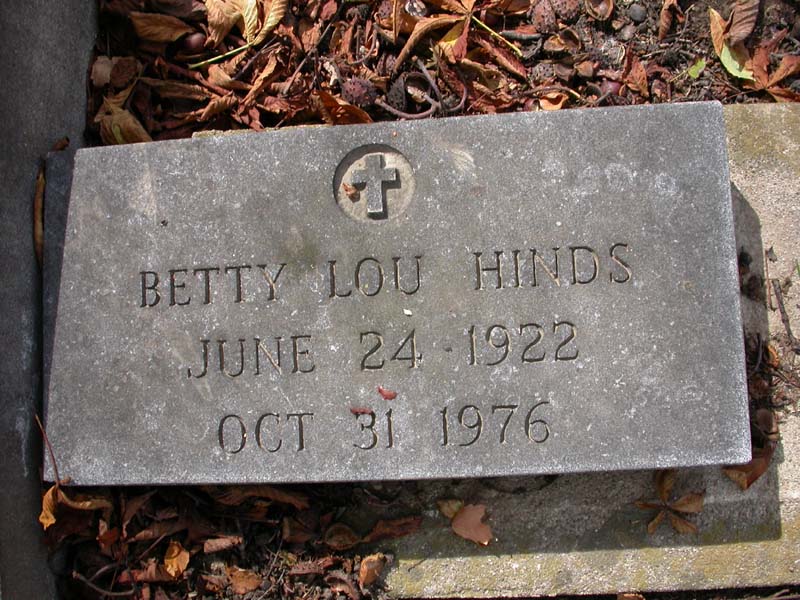 BETTY LOU HINDS
JUNE 24 1922
OCT 31 1976